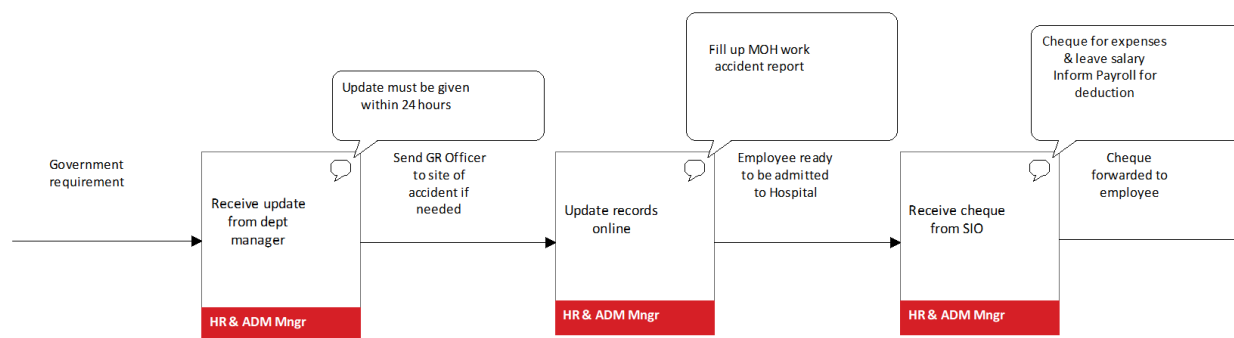 Government
requirement
Update must be given
within 24 hours
Receive update
from dept
manager
HR & ADM Mngr
Send GR Officer
to site of
accident if
needed
Fill up MOH work
accident report
Update records
online
HR & ADM Mngr
Employee ready
to be admitted
to Hospital
Cheque for expenses
& leave salary
Inform Payroll for
deduction
Receive cheque
from SIO
HR & ADM Mngr
Cheque
forwarded to
employee